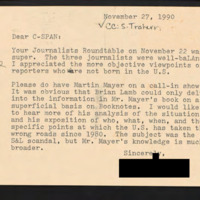 November 27, 1990
CC: S. Trahern
Dear C-SPAN:
Your Journalists Roundtable on November 22 was
super. The three journalists were well-balAn
I appreciated the more objective viewpoints o
reporters who are not born in the U.S.
Please do have Martin Mayer on a call-in show
It was obvious that Brian Lamb could only del
into the information in Mr. Mayer's book on a
superficial basis on Booknotes. I would like
to hear more of his analysis of the situation
and his exposition of who, what, when, and th
specific points at which the U.S. has taken th
wrong roads since 1980. The subject was the
S&L scandal, but Mr. Mayer's knowledge is much
broader.
Sincerely,